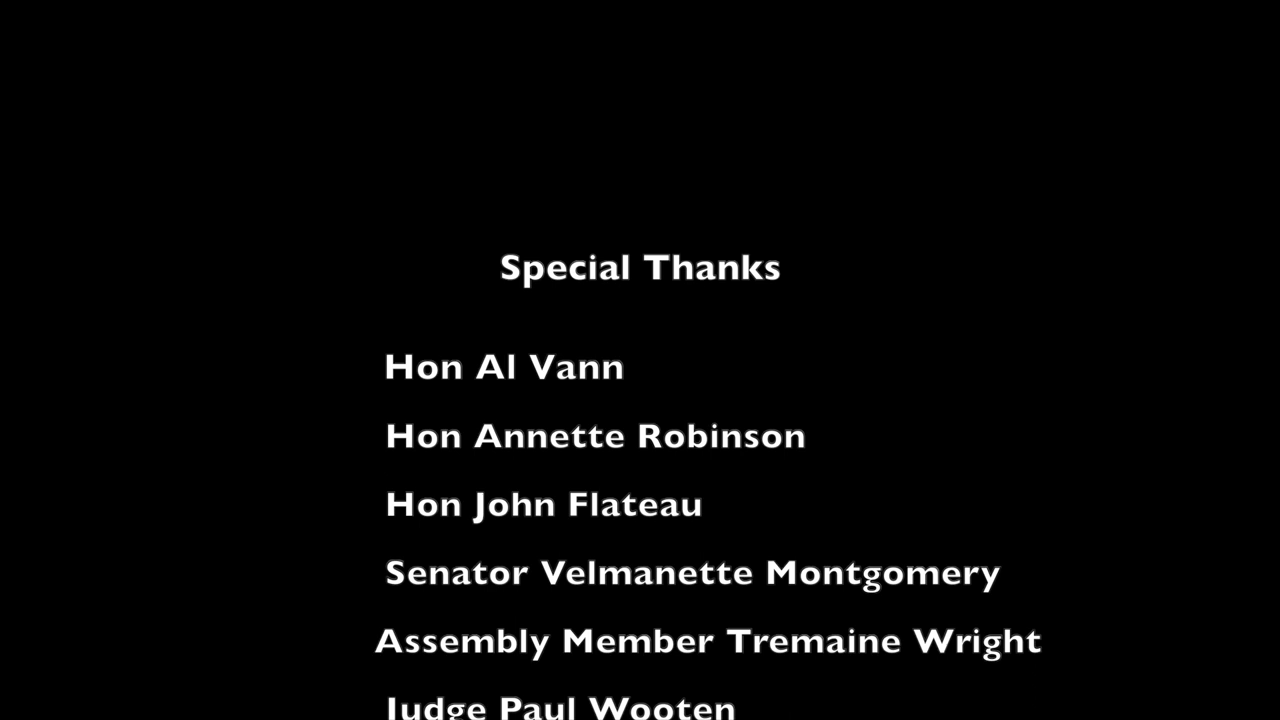 Special Thanks
Hon Al Vann
Hon Annette Robinson
Hon John Flateau
Senator Velmanette Montgomery
Assembly Member Tremaine Wright
Judge Paul Wooten